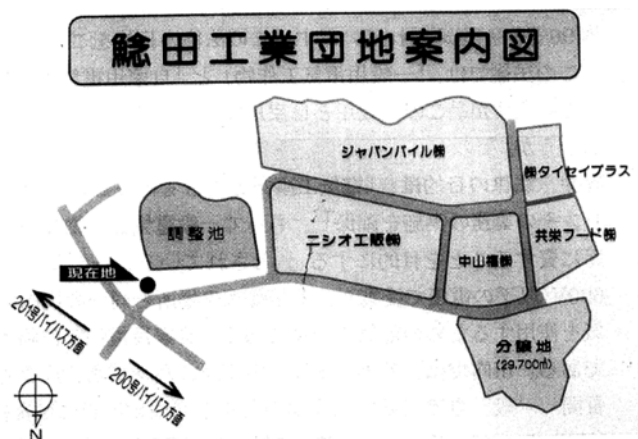 鯰田工業団地案内図
ジャパンパイル㈱
㈱タイセイプラス
調整池
ニシオ工販㈱
中山福㈱
共栄フード㈱
現在地
201号バイパス方面
200号バイパス方面
分譲地
(29,700㎡)
N